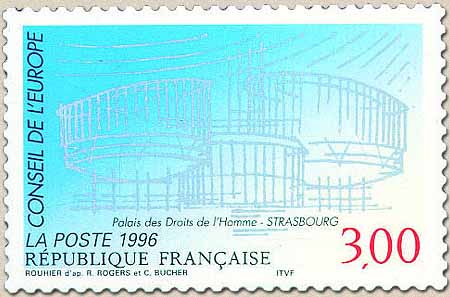 CONSEIL DE L'EUROPE
Palais des Droits de l'Homme - STRASBOURG
LA POSTE 1996
RÉPUBLIQUE FRANÇAISE
3,00
ROUHIER d'ap. R. ROGERS et C. BUCHER
ITVF